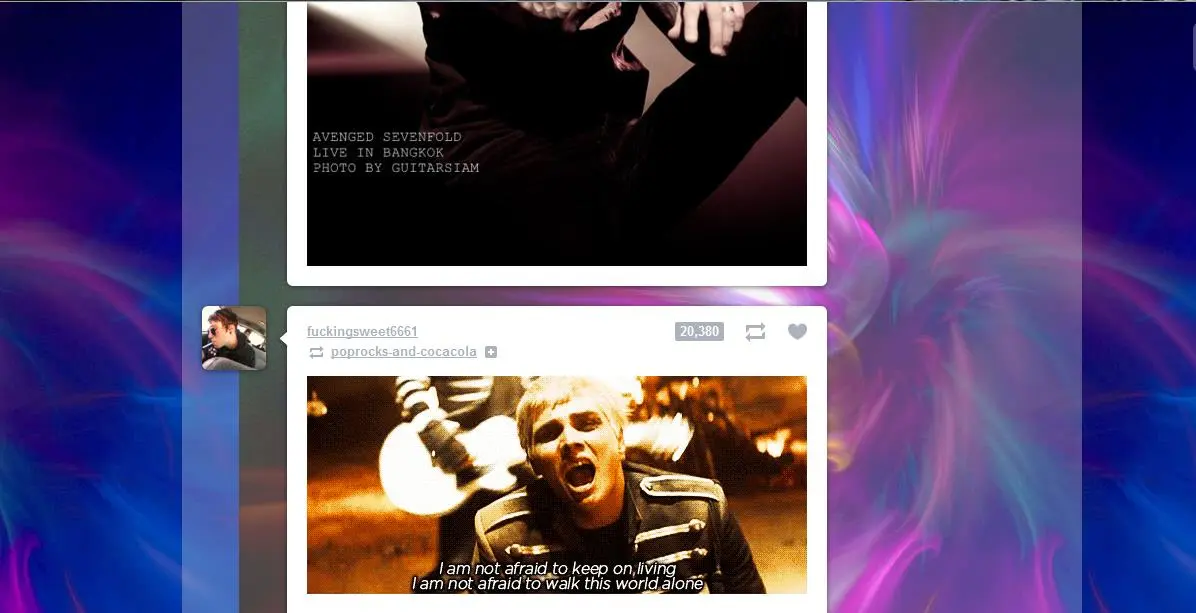 AVENGED SEVENFOLD
LIVE IN BANGKOK
PHOTO BY GUITARSIAM
fuckingsweet6661
20,380
poprocks-and-cocacola
I am not afraid to keep on living
I am not afraid to walk this world alone